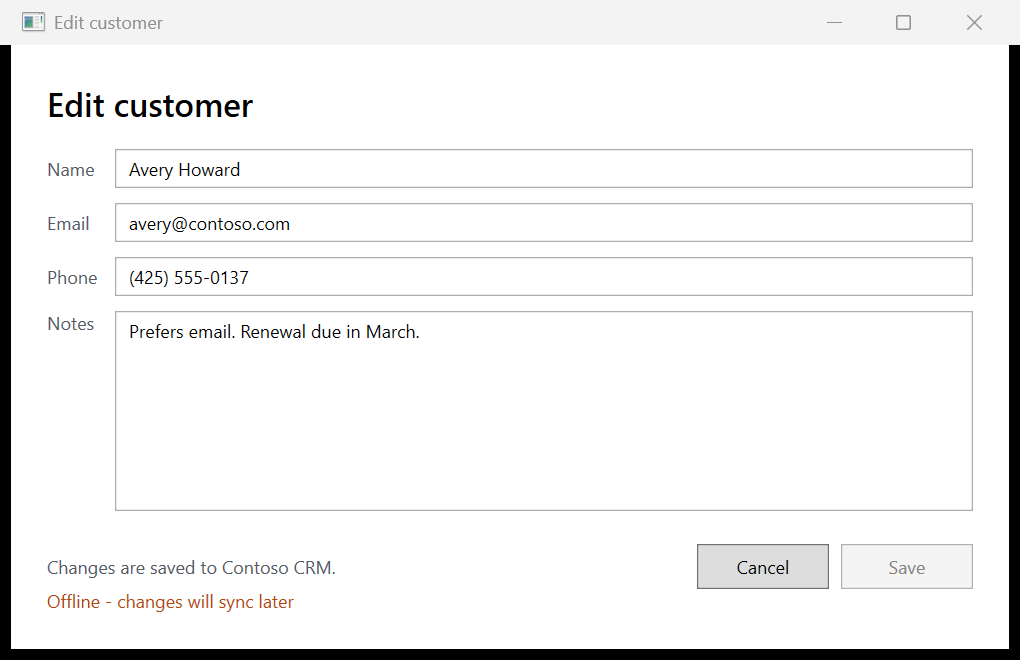 Edit customer
Edit customer
Name Avery Howard
Email avery@contoso.com
Phone (425) 555-0137
Notes Prefers email. Renewal due in March.
Changes are saved to Contoso CRM.
Cancel Save
Offline - changes will sync later